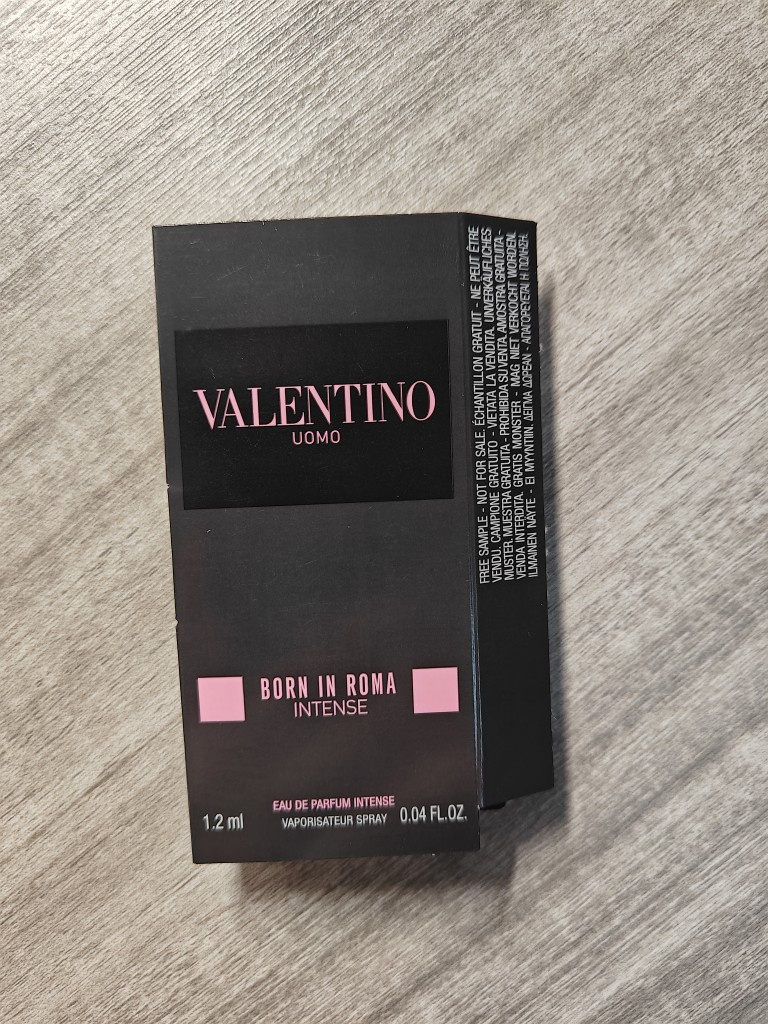 VALENTINO
UOMO
BORN IN ROMA
INTENSE
EAU DE PARFUM INTENSE
1.2 ml VAPORISATEUR SPRAY 0.04 FL.OZ.
FREE SAMPLE - NOT FOR SALE. ÉCHANTILLON GRATUIT - NE PEUT ÊTRE
VENDU. CAMPIONE GRATUITO - VIETATA LA VENDITA. UNVERKÄUFLICHES
MUSTER. MUESTRA GRATUITA - PROHIBIDA SU VENTA. AMOSTRA GRATUITA -
VENDA INTERDITA. GRATIS MONSTER - MAG NIET VERKOCHT WORDEN.
ILMAINEN NÄYTE - EI MYYNTIIN. ΔΕΙΓΜΑ ΔΩΡΕΑΝ - ΑΠΑΓΟΡΕΥΕΤΑΙ Η ΠΩΛΗΣΗ.